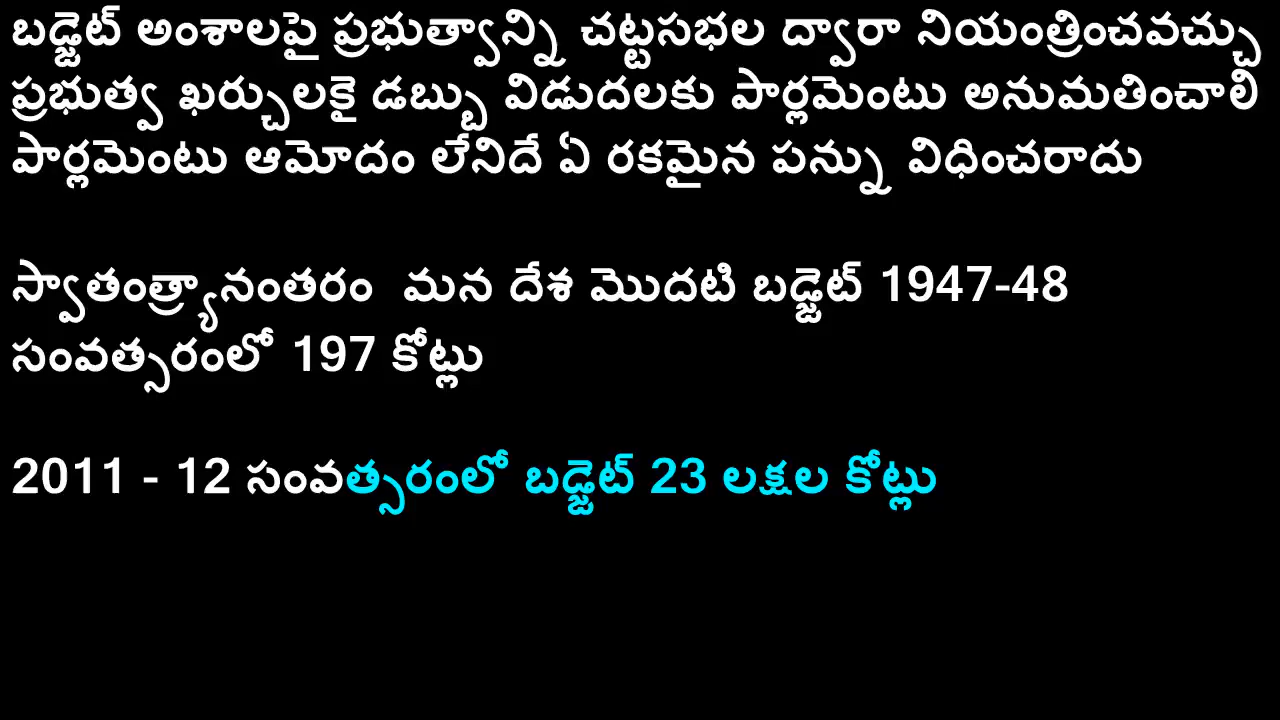 బడ్జెట్ అంశాలపై ప్రభుత్వాన్ని చట్టసభల ద్వారా నియంత్రించవచ్చు
ప్రభుత్వ ఖర్చులకై డబ్బు విడుదలకు పార్లమెంటు అనుమతించాలి
పార్లమెంటు ఆమోదం లేనిదే ఏ రకమైన పన్ను విధించరాదు
స్వాతంత్ర్యానంతరం మన దేశ మొదటి బడ్జెట్ 1947-48
సంవత్సరంలో 197 కోట్లు
2011 - 12 సంవత్సరంలో బడ్జెట్ 23 లక్షల కోట్లు